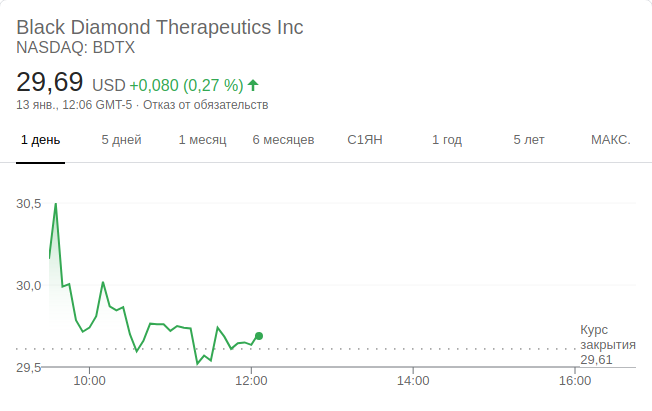 Black Diamond Therapeutics Inc
NASDAQ: BDTX
29,69 USD +0,080 (0,27 %)
13 янв., 12:06 GMT-5 · Отказ от обязательств
1 день 5 дней 1 месяц 6 месяцев С1ЯН 1 год 5 лет МАКС.
30,5
30,0
Курс
закрытия
29,61
29,5
10:00 12:00 14:00 16:00